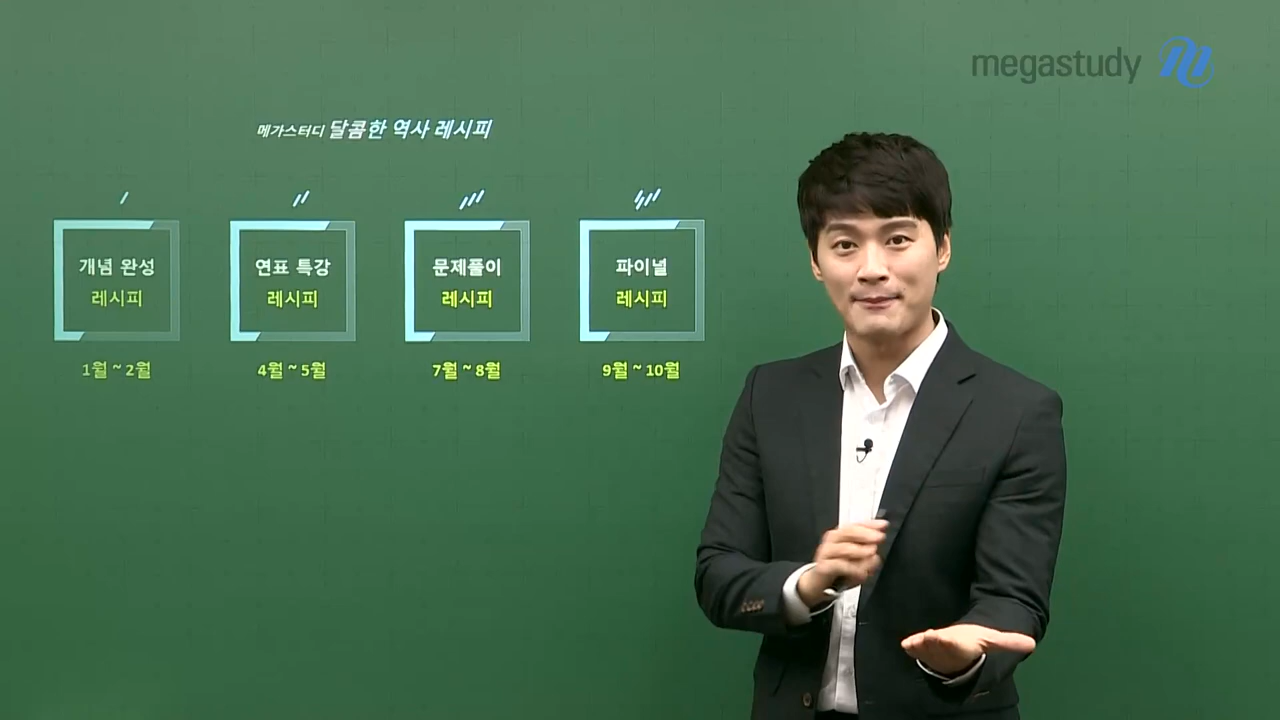 megastudy
메가스터디 달콤한 역사 레시피
개념 완성
레시피
1월 ~ 2월
연표 특강
레시피
4월 ~ 5월
문제풀이
레시피
7월 ~ 8월
파이널
레시피
9월 ~ 10월